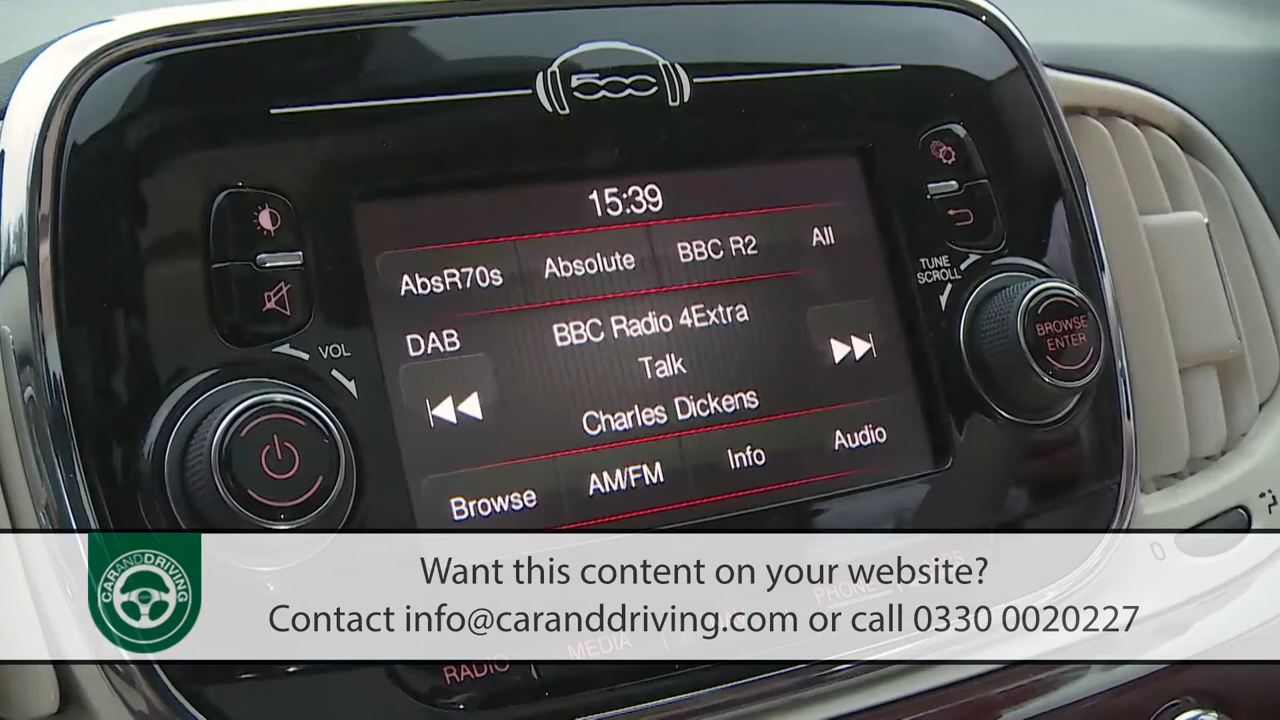 500
15:39
AbsR70s
Absolute
BBC R2
All
TUNE
SCROLL
DAB
BBC Radio 4Extra
Talk
Charles Dickens
VOL
BROWSE
ENTER
Browse
AM/FM
Info
Audio
0
CARANDDRIVING
Want this content on your website?
Contact info@caranddriving.com or call 0330 0020227
PHONE
RADIO
MEDIA